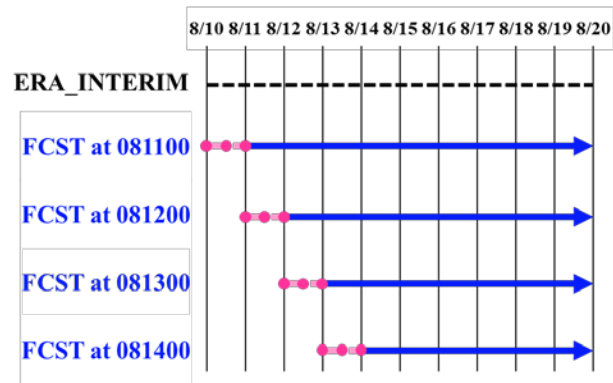 8/10 8/11 8/12 8/13 8/14 8/15 8/16 8/17 8/18 8/19 8/20
ERA_INTERIM
FCST at 081100
FCST at 081200
FCST at 081300
FCST at 081400